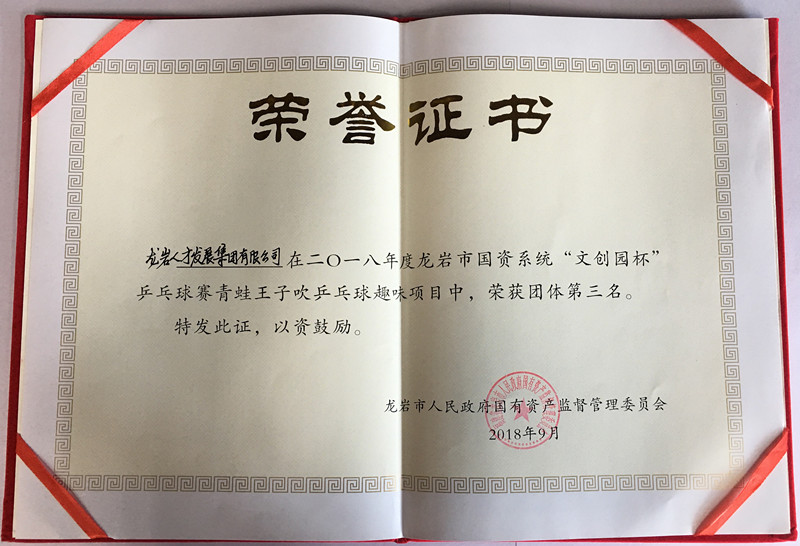 荣誉证书
龙岩人才发展集团有限公司在二〇一八年度龙岩市国资系统“文创园杯”
乒乓球赛青蛙王子吹乒乓球趣味项目中，荣获团体第三名。
特发此证，以资鼓励。
龙岩市人民政府国有资产监督管理委员会
2018年9月